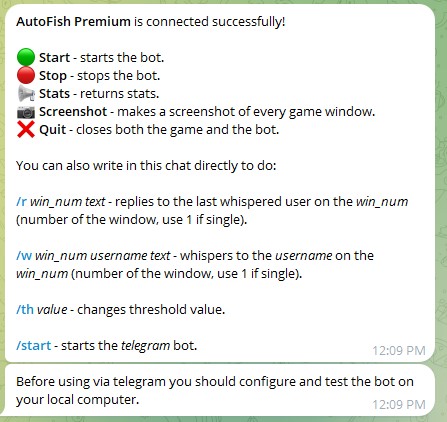 AutoFish Premium is connected successfully!
🟢 Start - starts the bot.
🔴 Stop - stops the bot.
📢 Stats - returns stats.
📷 Screenshot - makes a screenshot of every game window.
❌ Quit - closes both the game and the bot.
You can also write in this chat directly to do:
/r win_num text - replies to the last whispered user on the win_num
(number of the window, use 1 if single).
/w win_num username text - whispers to the username on the
win_num (number of the window, use 1 if single).
/th value - changes threshold value.
/start - starts the telegram bot.
12:09 PM
Before using via telegram you should configure and test the bot on
your local computer.
12:09 PM